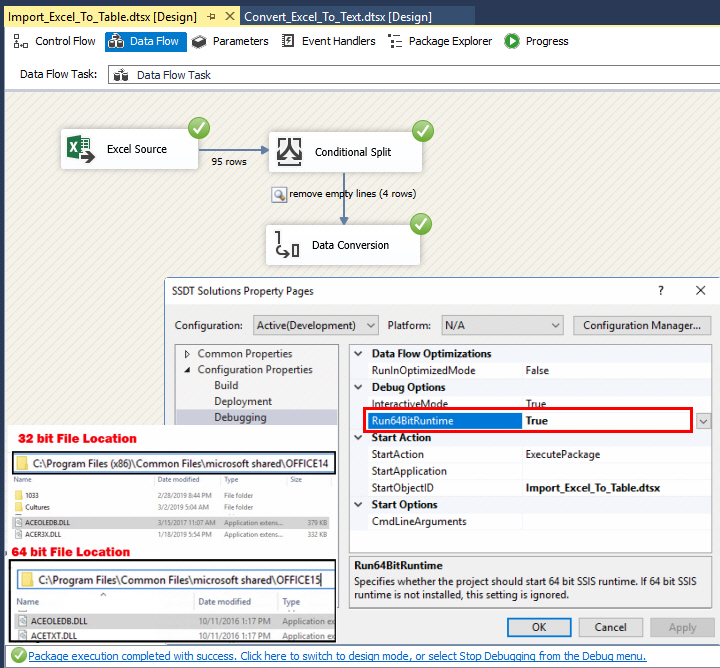 Import_Excel_To_Table.dtsx [Design]
Convert_Excel_To_Text.dtsx [Design]
Control Flow
Data Flow
Parameters
Event Handlers
Package Explorer
Progress
Data Flow Task:
Data Flow Task
Excel Source
95 rows
Conditional Split
remove empty lines (4 rows)
Data Conversion
SSDT Solutions Property Pages
?
Configuration:
Active(Development)
Platform:
N/A
Configuration Manager...
Common Properties
Configuration Properties
Build
Deployment
Debugging
Data Flow Optimizations
RunInOptimizedMode False
Debug Options
InteractiveMode True
Run64BitRuntime True
Start Action
StartAction ExecutePackage
StartApplication
StartObjectID Import_Excel_To_Table.dtsx
Start Options
CmdLineArguments
Run64BitRuntime
Specifies whether the project should start 64 bit SSIS runtime. If 64 bit SSIS
runtime is not installed, this setting is ignored.
OK
Cancel
Apply
32 bit File Location
C:\Program Files (x86)\Common Files\microsoft shared\OFFICE14
Name Date modified Type Size
1033 2/28/2019 8:44 PM File folder
Cultures 3/2/2019 5:04 AM File folder
ACEOLEDB.DLL 3/15/2017 11:07 AM Application extens... 379 KB
ACER3X.DLL 1/18/2019 5:54 PM Application extens... 332 KB
64 bit File Location
C:\Program Files\Common Files\microsoft shared\OFFICE15
Name Date modified Type
ACEOLEDB.DLL 10/11/2016 1:17 PM Application exten
ACETXT.DLL 10/11/2016 1:17 PM Application exten
Package execution completed with success. Click here to switch to design mode, or select Stop Debugging from the Debug menu.